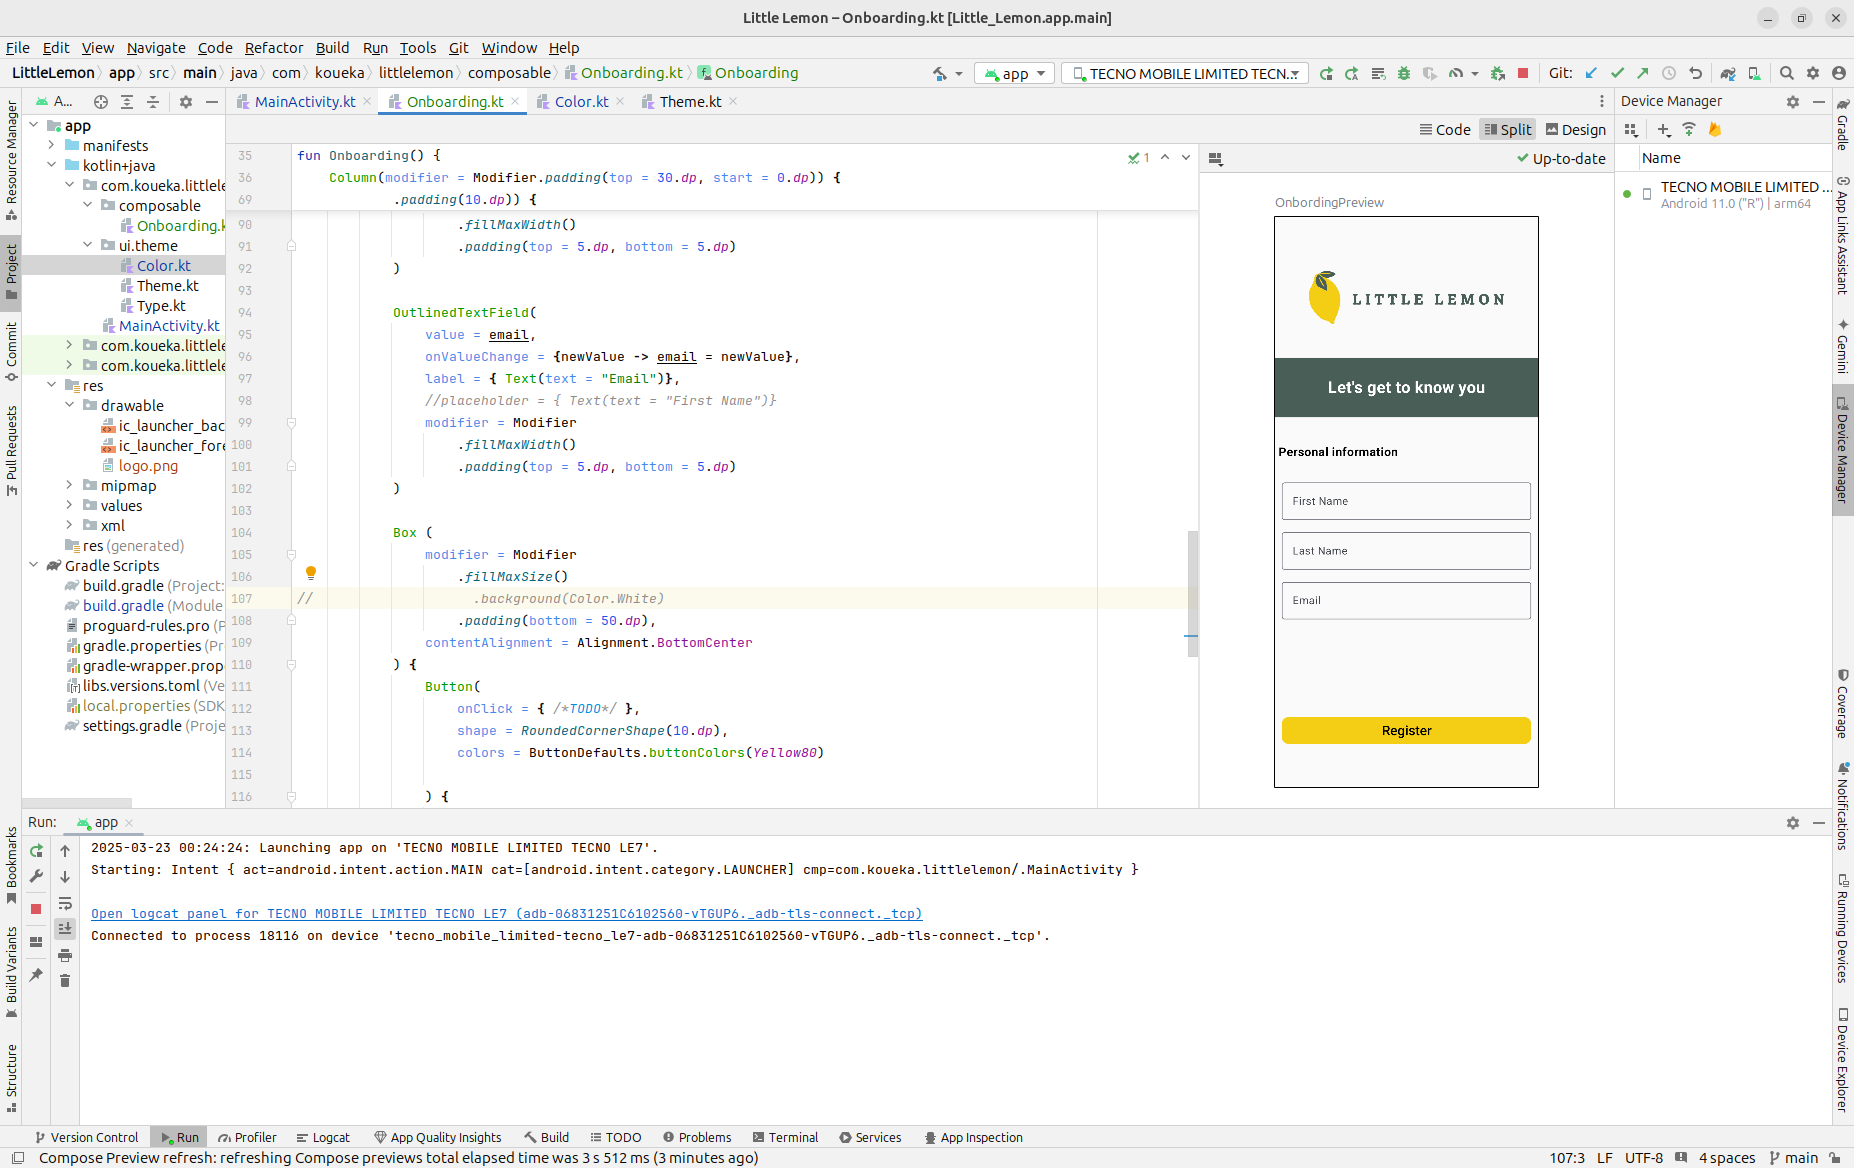 Little Lemon – Onboarding.kt [Little_Lemon.app.main]
File Edit View Navigate Code Refactor Build Run Tools Git Window Help
LittleLemon app src main java com koueka littlelemon composable Onboarding.kt Onboarding
app TECNO MOBILE LIMITED TECN... Git:
A...
MainActivity.kt Onboarding.kt Color.kt Theme.kt
Device Manager
Code Split Design
Up-to-date
Name
TECNO MOBILE LIMITED ...
Android 11.0 ("R") | arm64
Resource Manager
Project
Commit
Pull Requests
Bookmarks
Build Variants
Structure
app
manifests
kotlin+java
com.koueka.littlele
composable
Onboarding.k
ui.theme
Color.kt
Theme.kt
Type.kt
MainActivity.kt
com.koueka.littlele
com.koueka.littlele
res
drawable
ic_launcher_bac
ic_launcher_fore
logo.png
mipmap
values
xml
res (generated)
Gradle Scripts
build.gradle (Project:
build.gradle (Module
proguard-rules.pro (P
gradle.properties (Pr
gradle-wrapper.prop
libs.versions.toml (Ve
local.properties (SDK
settings.gradle (Proje
35 fun Onboarding() {
36 Column(modifier = Modifier.padding(top = 30.dp, start = 0.dp)) {
69 .padding(10.dp)) {
1
90 .fillMaxWidth()
91 .padding(top = 5.dp, bottom = 5.dp)
92 )
93
94 OutlinedTextField(
95 value = email,
96 onValueChange = {newValue -> email = newValue},
97 label = { Text(text = "Email")},
98 //placeholder = { Text(text = "First Name")}
99 modifier = Modifier
100 .fillMaxWidth()
101 .padding(top = 5.dp, bottom = 5.dp)
102 )
103
104 Box (
105 modifier = Modifier
106 .fillMaxSize()
107 // .background(Color.White)
108 .padding(bottom = 50.dp),
109 contentAlignment = Alignment.BottomCenter
110 ) {
111 Button(
112 onClick = { /*TODO*/ },
113 shape = RoundedCornerShape(10.dp),
114 colors = ButtonDefaults.buttonColors(Yellow80)
115
116 ) {
OnbordingPreview
LITTLE LEMON
Let's get to know you
Personal information
First Name
Last Name
Email
Register
Gradle
App Links Assistant
Gemini
Device Manager
Coverage
Notifications
Running Devices
Device Explorer
Run: app
2025-03-23 00:24:24: Launching app on 'TECNO MOBILE LIMITED TECNO LE7'.
Starting: Intent { act=android.intent.action.MAIN cat=[android.intent.category.LAUNCHER] cmp=com.koueka.littlelemon/.MainActivity }
Open logcat panel for TECNO MOBILE LIMITED TECNO LE7 (adb-06831251C6102560-vTGUP6._adb-tls-connect._tcp)
Connected to process 18116 on device 'tecno_mobile_limited-tecno_le7-adb-06831251C6102560-vTGUP6._adb-tls-connect._tcp'.
Version Control Run Profiler Logcat App Quality Insights Build TODO Problems Terminal Services App Inspection
Compose Preview refresh: refreshing Compose previews total elapsed time was 3 s 512 ms (3 minutes ago)
107:3 LF UTF-8 4 spaces main